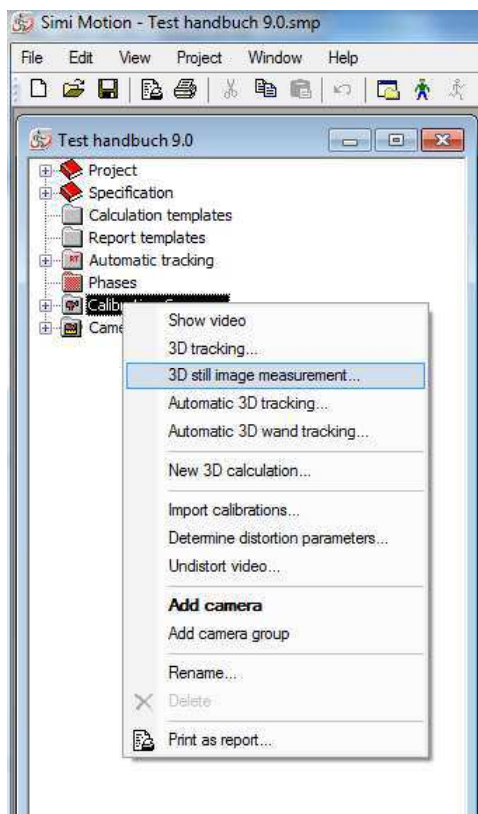 Simi Motion - Test handbuch 9.0.smp
File Edit View Project Window Help
Test handbuch 9.0
Project
Specification
Calculation templates
Report templates
Automatic tracking
Phases
Show video
3D tracking...
3D still image measurement...
Automatic 3D tracking...
Automatic 3D wand tracking...
New 3D calculation...
Import calibrations...
Determine distortion parameters...
Undistort video...
Add camera
Add camera group
Rename...
Delete
Print as report...